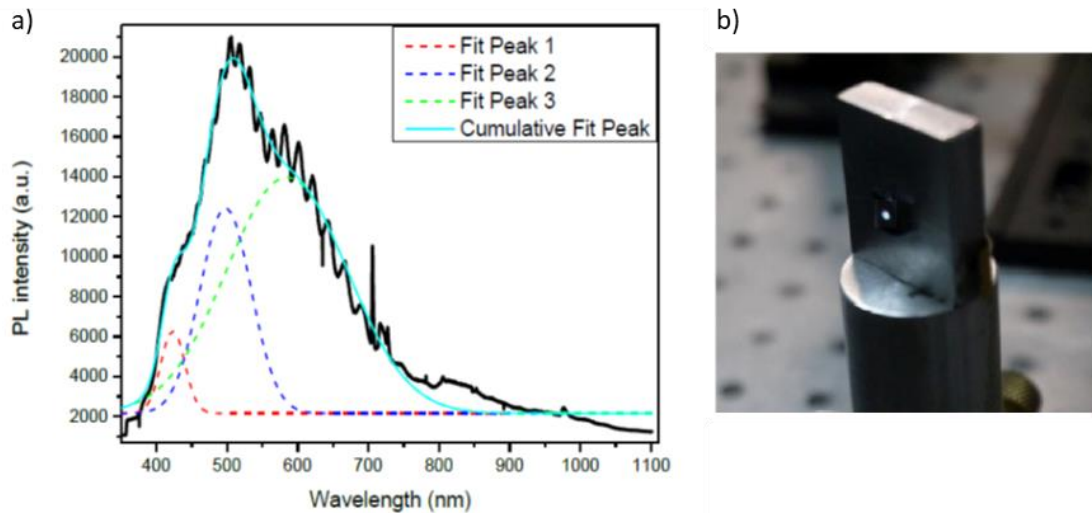 a)
b)
20000
18000
16000
14000
12000
10000
8000
6000
4000
2000
PL intensity (a.u.)
Fit Peak 1
Fit Peak 2
Fit Peak 3
Cumulative Fit Peak
400 500 600 700 800 900 1000 1100
Wavelength (nm)